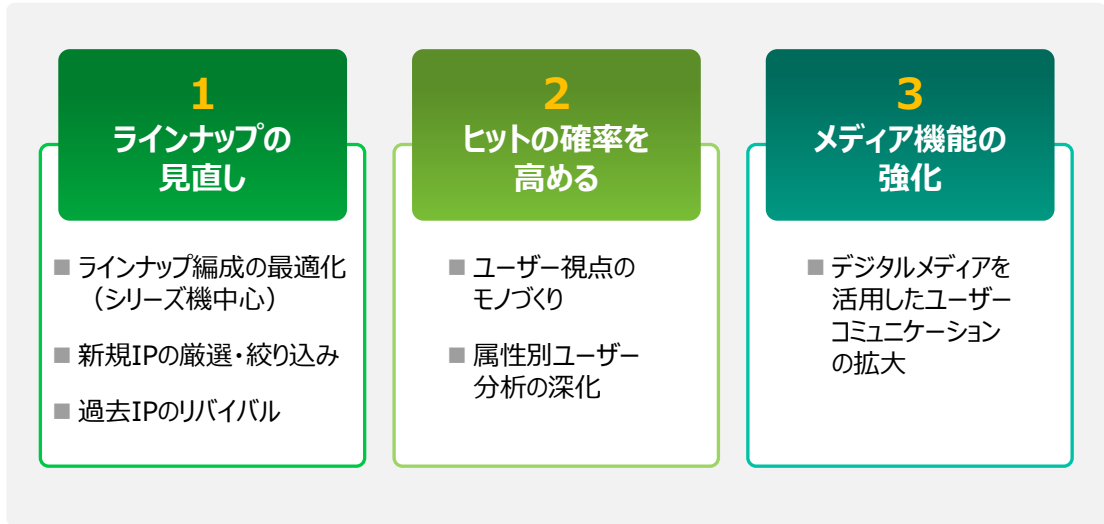 1
ラインナップの
見直し
■ ラインナップ編成の最適化
（シリーズ機中心）
■ 新規IPの厳選・絞り込み
■ 過去IPのリバイバル
2
ヒットの確率を
高める
■ ユーザー視点の
モノづくり
■ 属性別ユーザー
分析の深化
3
メディア機能の
強化
■ デジタルメディアを
活用したユーザー
コミュニケーション
の拡大